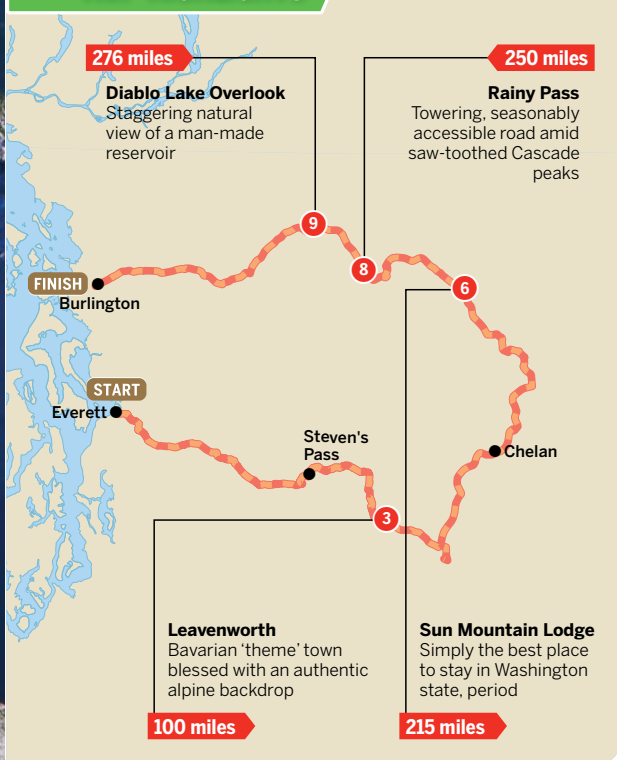 276 miles
Diablo Lake Overlook
Staggering natural
view of a man-made
reservoir
250 miles
Rainy Pass
Towering, seasonably
accessible road amid
saw-toothed Cascade
peaks
9
8
6
FINISH
Burlington
START
Everett
Steven's
Pass
Chelan
3
Leavenworth
Bavarian ‘theme’ town
blessed with an authentic
alpine backdrop
100 miles
Sun Mountain Lodge
Simply the best place
to stay in Washington
state, period
215 miles